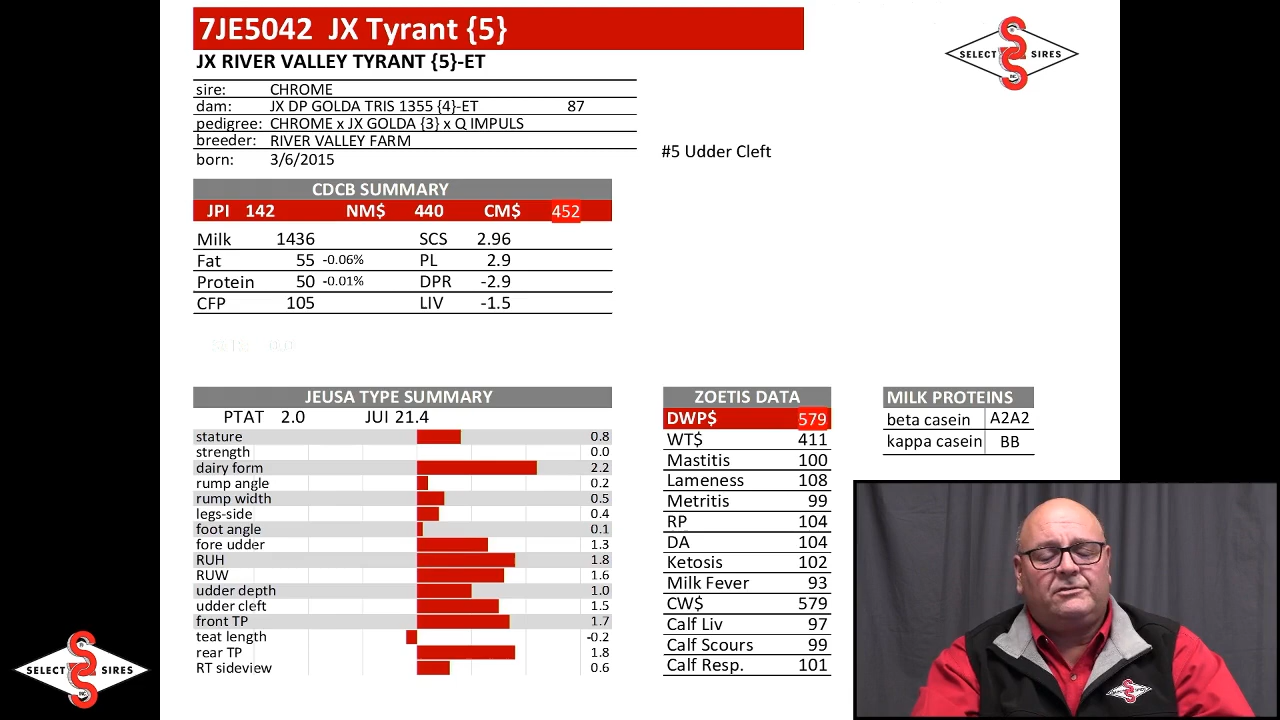 7JE5042 JX Tyrant {5}
JX RIVER VALLEY TYRANT {5}-ET
SELECT SIRES INC.
sire: CHROME
dam: JX DP GOLDA TRIS 1355 {4}-ET 87
pedigree: CHROME x JX GOLDA {3} x Q IMPULS
breeder: RIVER VALLEY FARM
born: 3/6/2015
#5 Udder Cleft
CDCB SUMMARY
JPI 142 NM$ 440 CM$ 452
Milk 1436 SCS 2.96
Fat 55 -0.06% PL 2.9
Protein 50 -0.01% DPR -2.9
CFP 105 LIV -1.5
JEUSA TYPE SUMMARY
PTAT 2.0 JUI 21.4
stature 0.8
strength 0.0
dairy form 2.2
rump angle 0.2
rump width 0.5
legs-side 0.4
foot angle 0.1
fore udder 1.3
RUH 1.8
RUW 1.6
udder depth 1.0
udder cleft 1.5
front TP 1.7
teat length -0.2
rear TP 1.8
RT sideview 0.6
ZOETIS DATA
DWP$ 579
WT$ 411
Mastitis 100
Lameness 108
Metritis 99
RP 104
DA 104
Ketosis 102
Milk Fever 93
CW$ 579
Calf Liv 97
Calf Scours 99
Calf Resp. 101
MILK PROTEINS
beta casein A2A2
kappa casein BB
SELECT SIRES INC.